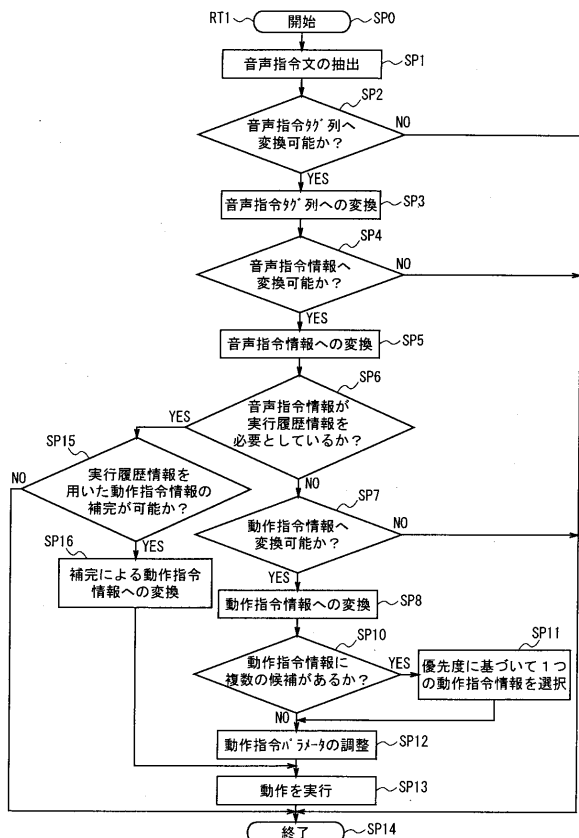 RT1
開始
SP0
音声指令文の抽出
SP1
SP2
音声指令ﾀｸﾞ列へ
変換可能か？
NO
YES
音声指令ﾀｸﾞ列への変換
SP3
SP4
音声指令情報へ
変換可能か？
NO
YES
音声指令情報への変換
SP5
SP6
音声指令情報が
実行履歴情報を
必要としているか？
YES
NO
SP15
実行履歴情報を
用いた動作指令情報の
補完が可能か？
NO
YES
SP7
動作指令情報へ
変換可能か？
NO
YES
SP16
補完による動作指令
情報への変換
動作指令情報への変換
SP8
SP10
動作指令情報に
複数の候補があるか？
YES
NO
SP11
優先度に基づいて１つ
の動作指令情報を選択
動作指令ﾊﾟﾗﾒｰﾀの調整
SP12
動作を実行
SP13
終了
SP14